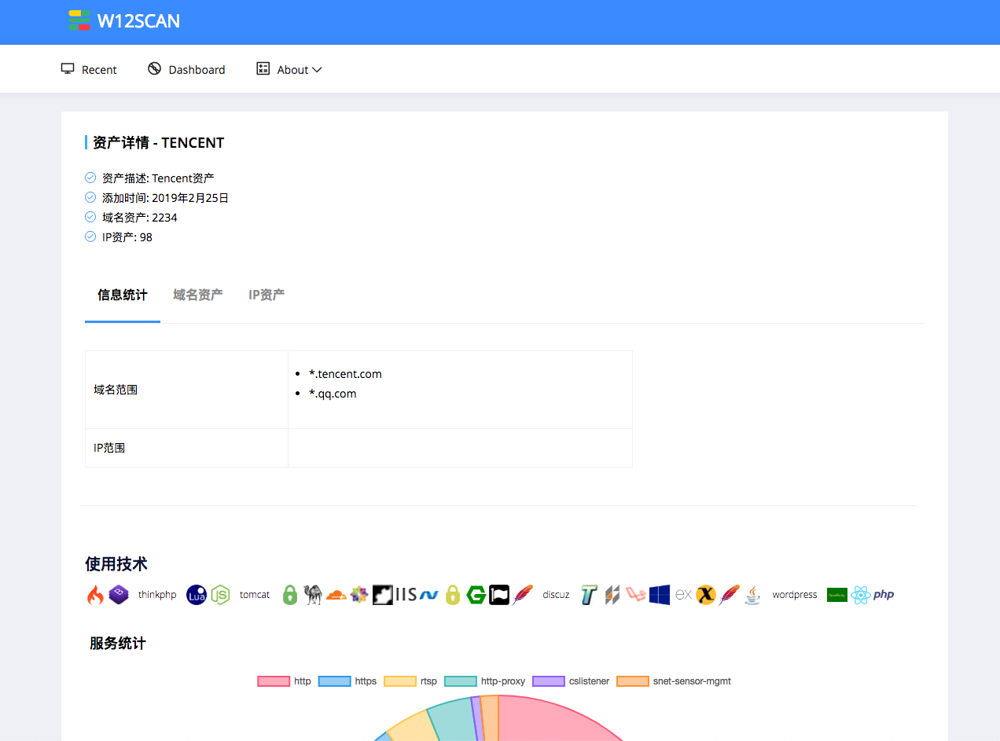 W12SCAN
Recent Dashboard About
资产详情 - TENCENT
资产描述: Tencent资产
添加时间: 2019年2月25日
域名资产: 2234
IP资产: 98
信息统计 域名资产 IP资产
域名范围
*.tencent.com
*.qq.com
IP范围
使用技术
thinkphp Lua JS tomcat IIS discuz ex wordpress php
服务统计
http https rtsp http-proxy cslistener snet-sensor-mgmt